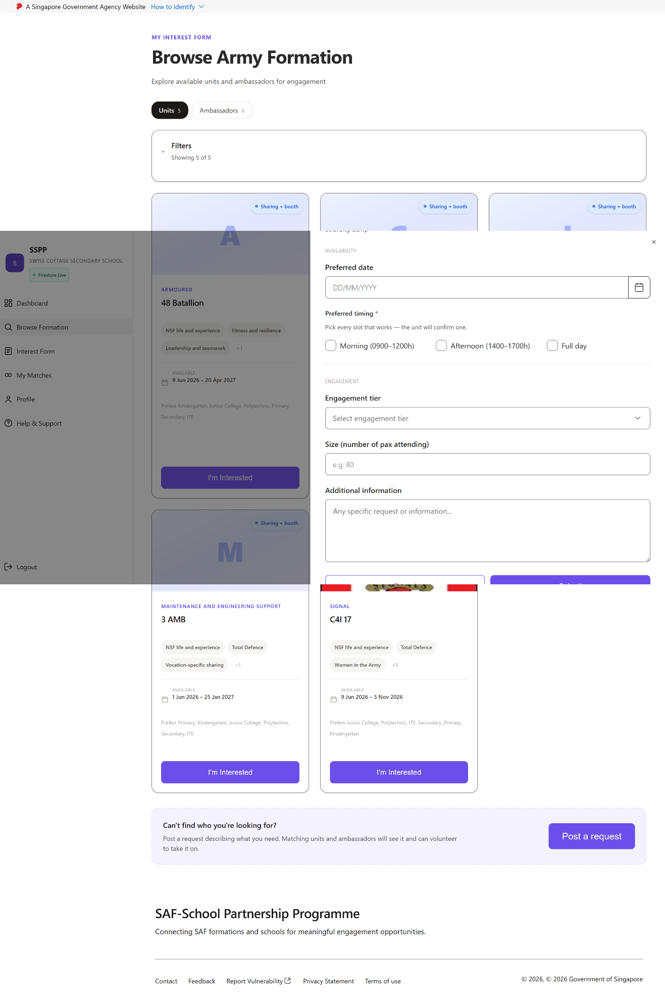 A Singapore Government Agency Website How to identify
MY INTEREST FORM
Browse Army Formation
Explore available units and ambassadors for engagement
Units 5
Ambassadors 6
Filters
Showing 5 of 5
Sharing + booth
Sharing + booth
Sharing + booth
A
SSPP
S
SWISS COTTAGE SECONDARY SCHOOL
Firestore Live
Dashboard
Browse Formation
Interest Form
My Matches
Profile
Help & Support
Logout
ARMOURED
48 Batallion
NSF life and experience
Fitness and resilience
Leadership and teamwork
+1
AVAILABLE
9 Jun 2026 – 20 Apr 2027
Prefers Kindergarten, Junior College, Polytechnic, Primary,
Secondary, ITE
I'm Interested
AVAILABILITY
Preferred date
DD/MM/YYYY
Preferred timing *
Pick every slot that works — the unit will confirm one.
Morning (0900–1200h)
Afternoon (1400–1700h)
Full day
ENGAGEMENT
Engagement tier
Select engagement tier
Size (number of pax attending)
e.g. 80
Additional information
Any specific request or information...
Sharing + booth
M
MAINTENANCE AND ENGINEERING SUPPORT
3 AMB
NSF life and experience
Total Defence
Vocation-specific sharing
+1
AVAILABLE
1 Jun 2026 – 25 Jan 2027
Prefers Primary, Kindergarten, Junior College, Polytechnic,
Secondary, ITE
I'm Interested
SIGNAL
C4I 17
NSF life and experience
Total Defence
Women in the Army
+5
AVAILABLE
9 Jun 2026 – 5 Nov 2026
Prefers Junior College, Polytechnic, ITE, Secondary, Primary,
Kindergarten
I'm Interested
Can't find who you're looking for?
Post a request describing what you need. Matching units and ambassadors will see it and can volunteer
to take it on.
Post a request
SAF-School Partnership Programme
Connecting SAF formations and schools for meaningful engagement opportunities.
Contact Feedback Report Vulnerability Privacy Statement Terms of use
© 2026, © 2026 Government of Singapore